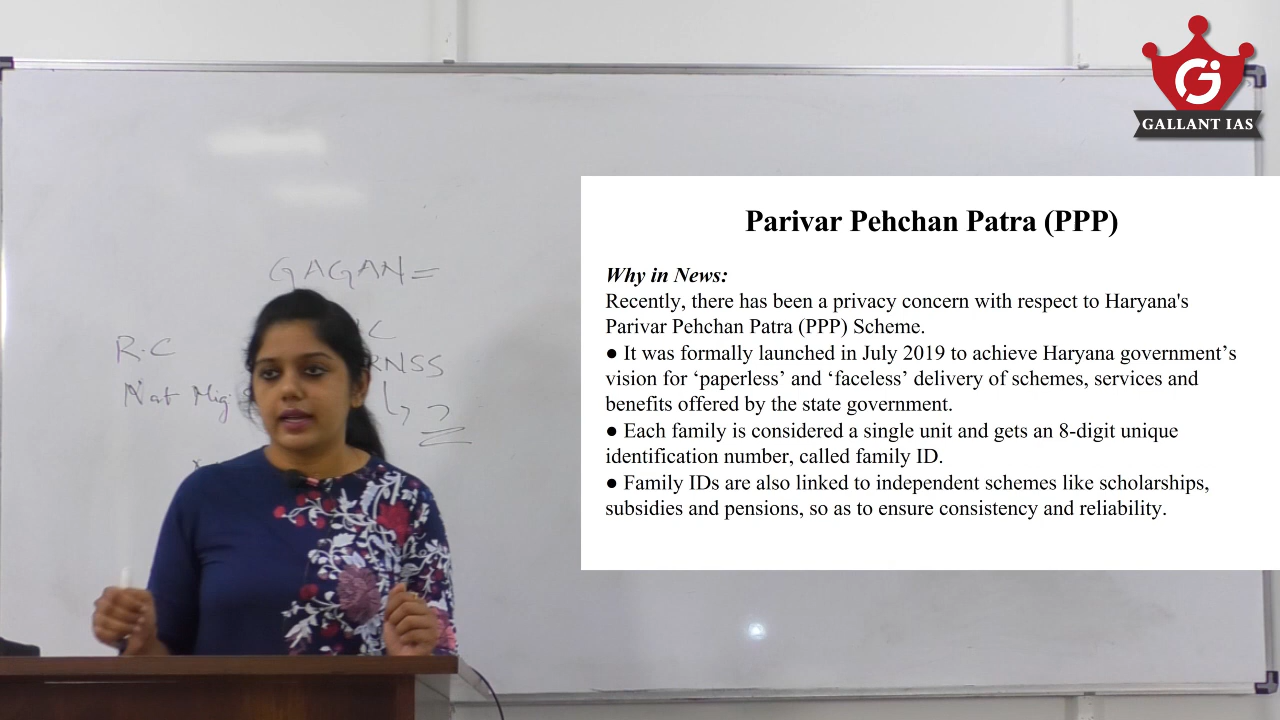 GALLANT IAS
Parivar Pehchan Patra (PPP)
Why in News:
Recently, there has been a privacy concern with respect to Haryana's
Parivar Pehchan Patra (PPP) Scheme.
● It was formally launched in July 2019 to achieve Haryana government’s
vision for ‘paperless’ and ‘faceless’ delivery of schemes, services and
benefits offered by the state government.
● Each family is considered a single unit and gets an 8-digit unique
identification number, called family ID.
● Family IDs are also linked to independent schemes like scholarships,
subsidies and pensions, so as to ensure consistency and reliability.
GAGAN =
R.C
RNSS
Nat Mig